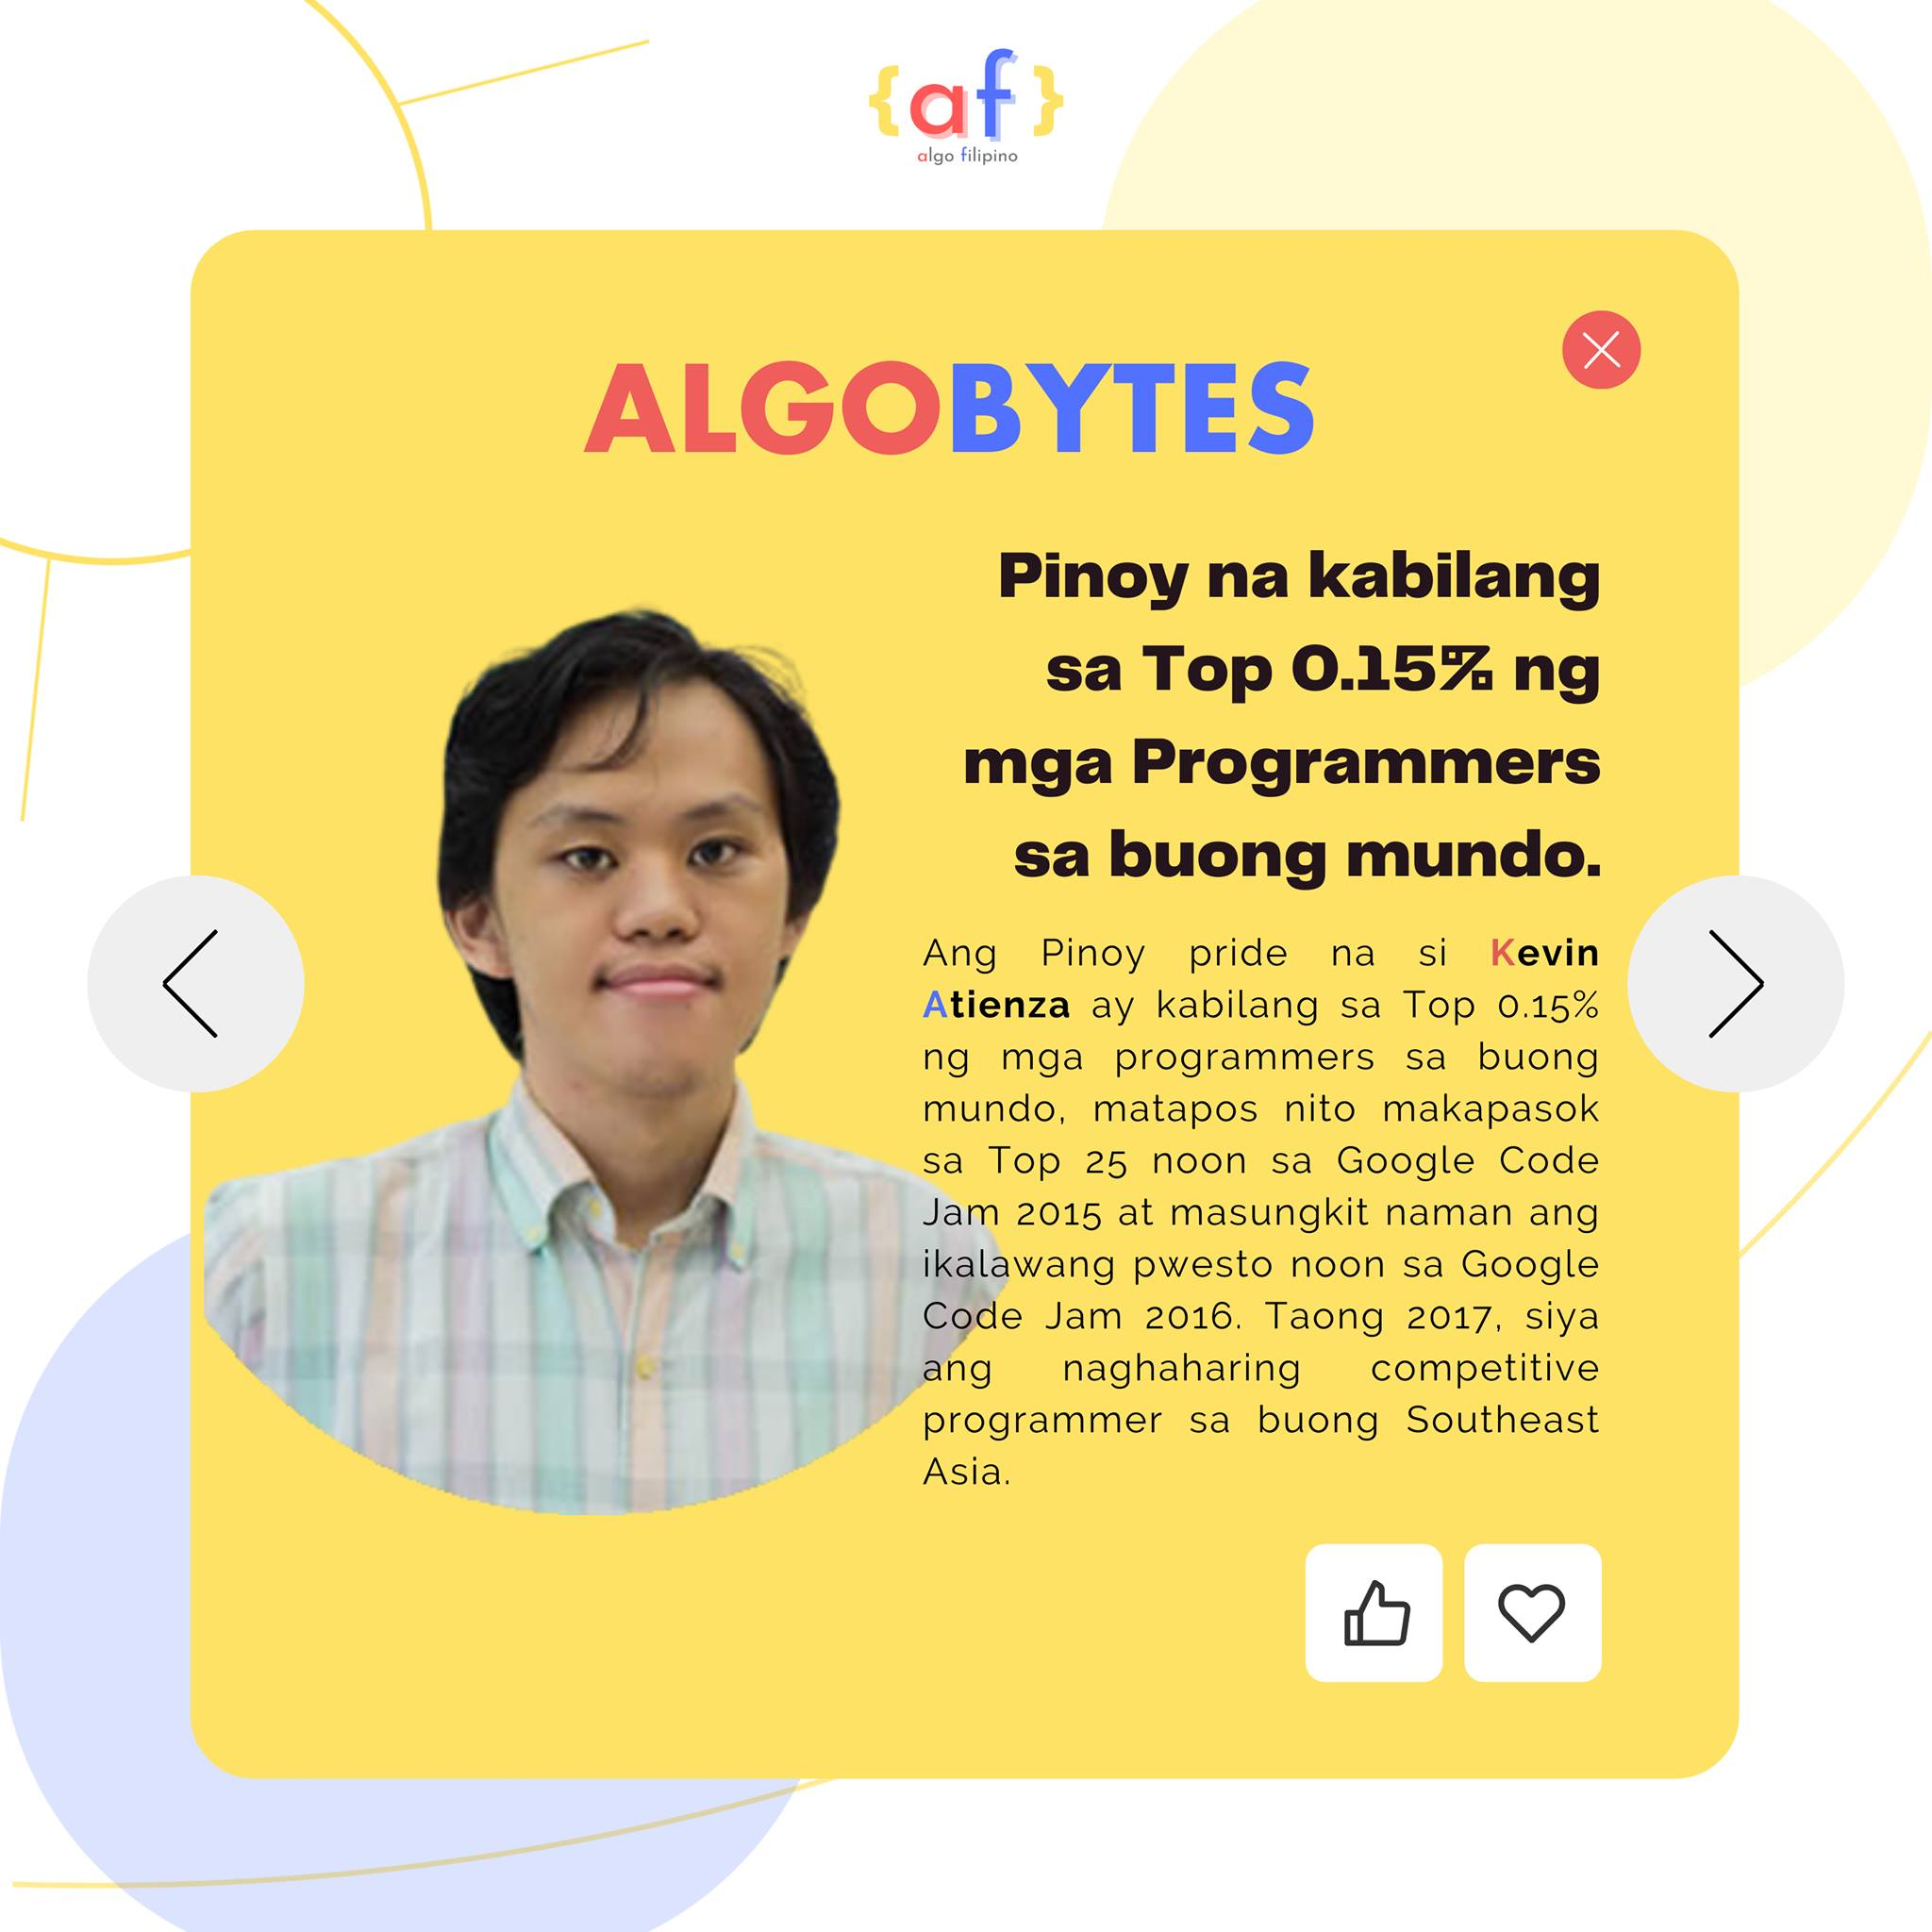 {af}
algo filipino
ALGOBYTES
Pinoy na kabilang
sa Top 0.15% ng
mga Programmers
sa buong mundo.
Ang Pinoy pride na si Kevin
Atienza ay kabilang sa Top 0.15%
ng mga programmers sa buong
mundo, matapos nito makapasok
sa Top 25 noon sa Google Code
Jam 2015 at masungkit naman ang
ikalawang pwesto noon sa Google
Code Jam 2016. Taong 2017, siya
ang naghaharing competitive
programmer sa buong Southeast
Asia.